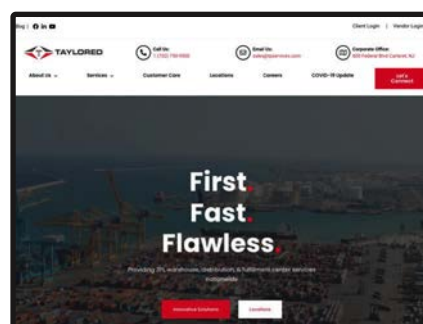 Blog |
Client Login | Vendor Login
TAYLORED
Call Us:
Email Us:
Corporate Office:
About Us
Services
Customer Care
Locations
Careers
COVID-19 Update
Let's
Connect
First.
Fast.
Flawless.
Providing 3PL warehouse, distribution, & fulfillment center services
nationwide
Innovative Solutions
Locations